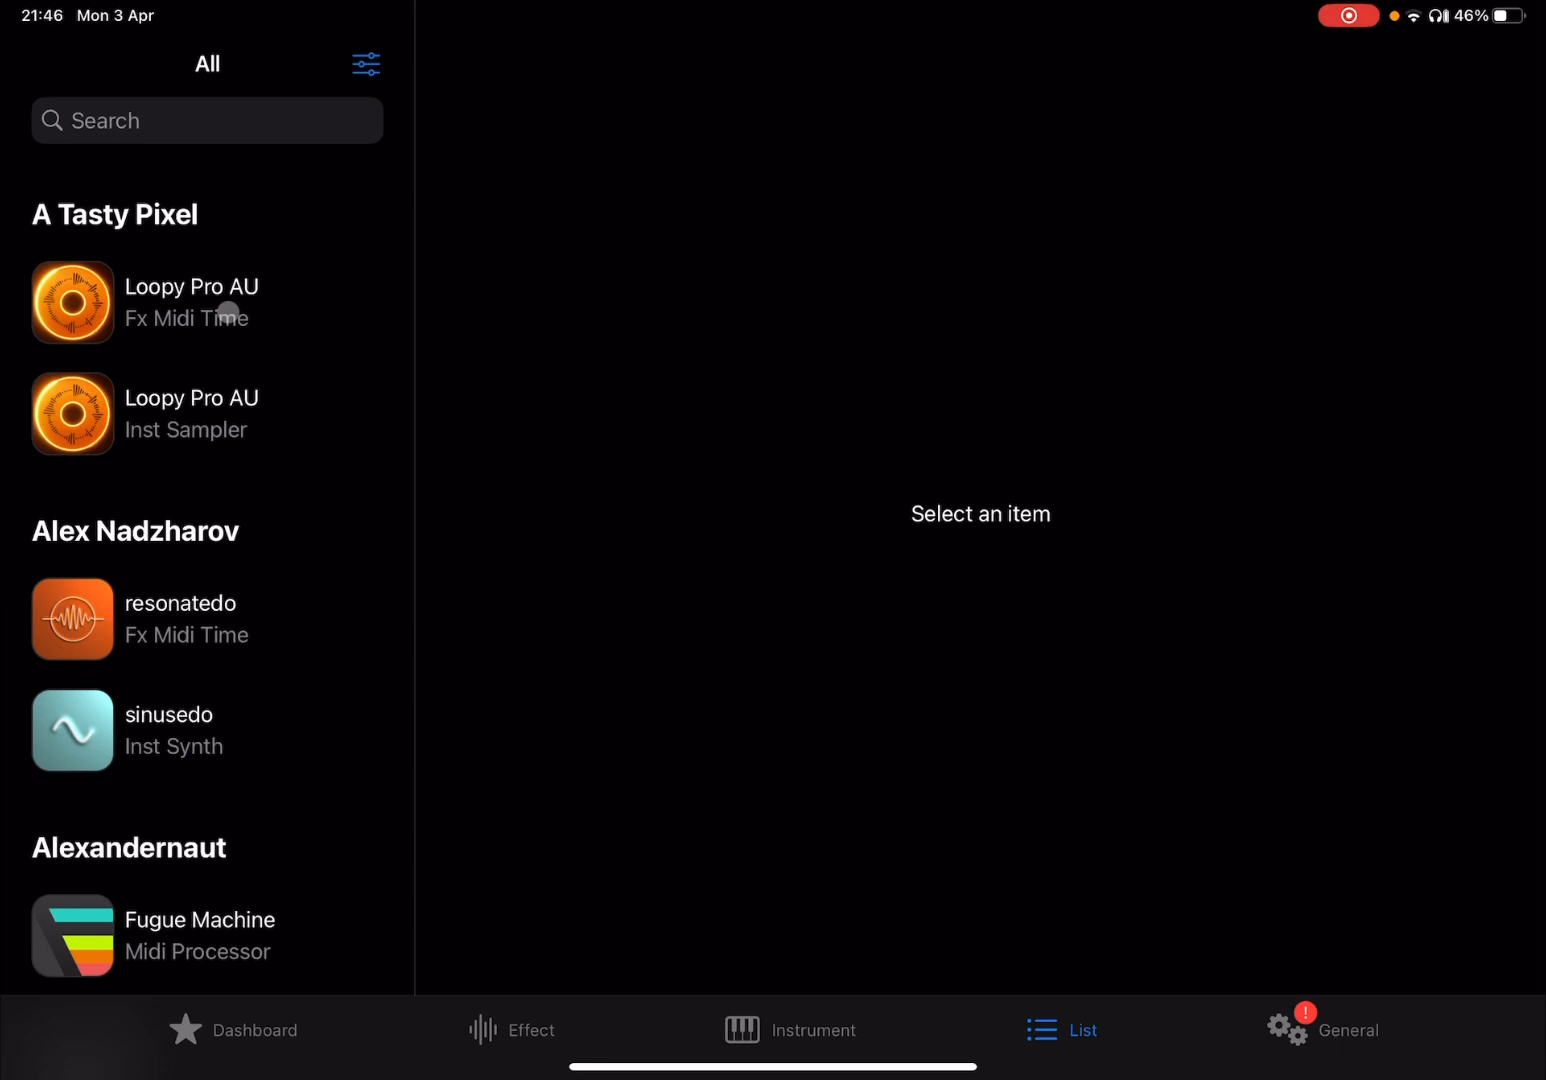 21:46 Mon 3 Apr
46%
All
Search
A Tasty Pixel
Loopy Pro AU
Fx Midi Time
Loopy Pro AU
Inst Sampler
Alex Nadzharov
resonatedo
Fx Midi Time
sinusedo
Inst Synth
Alexandernaut
Fugue Machine
Midi Processor
Select an item
Dashboard
Effect
Instrument
List
!
General